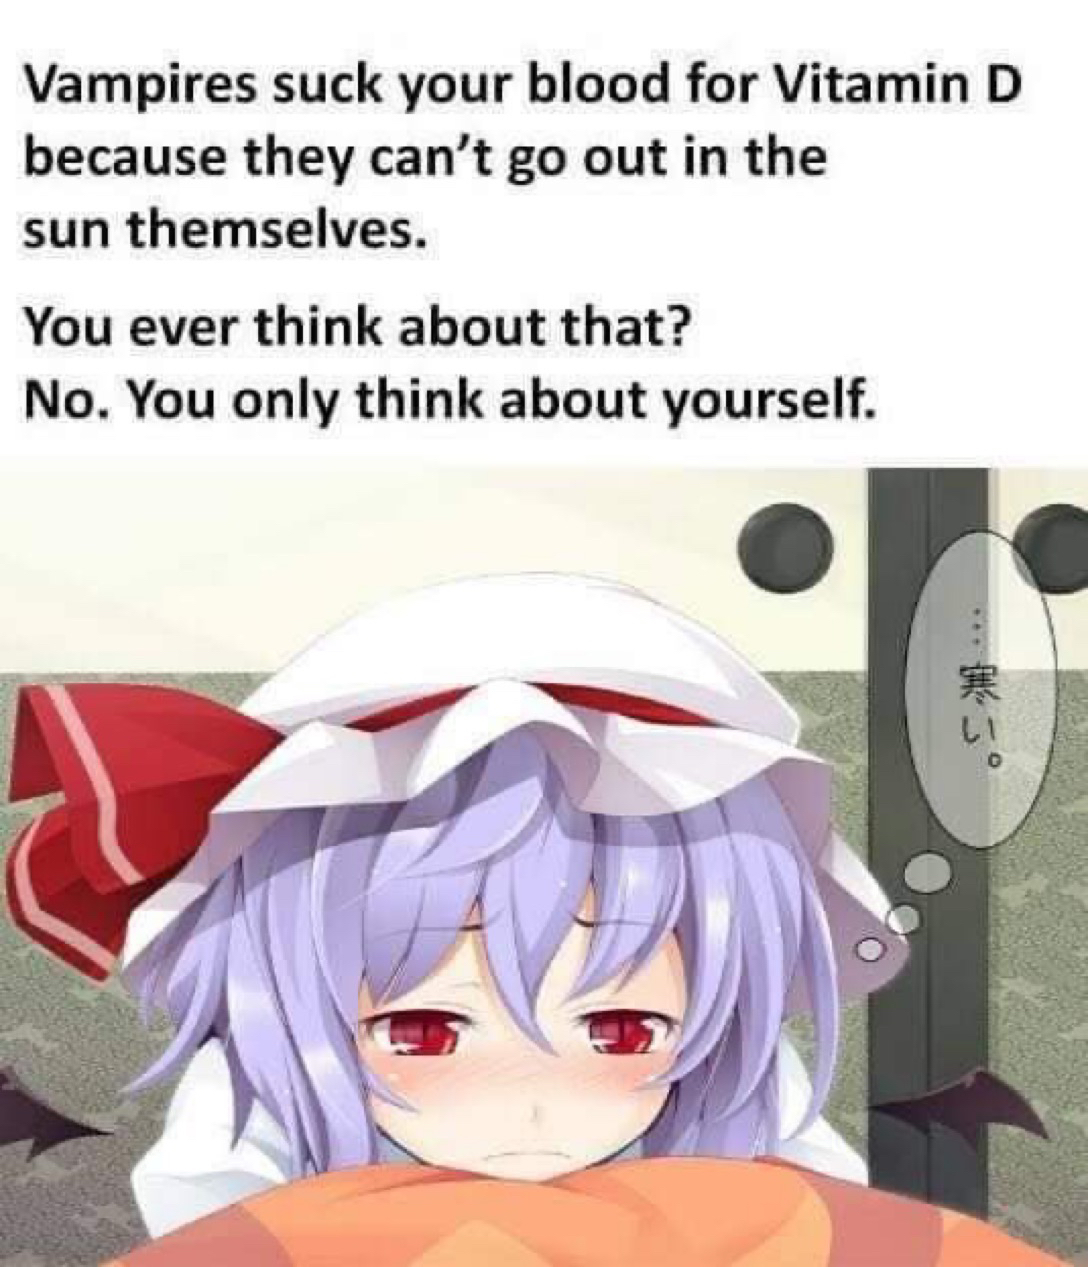 Vampires suck your blood for Vitamin D
because they can't go out in the
sun themselves.
You ever think about that?
No. You only think about yourself.
…寒い。